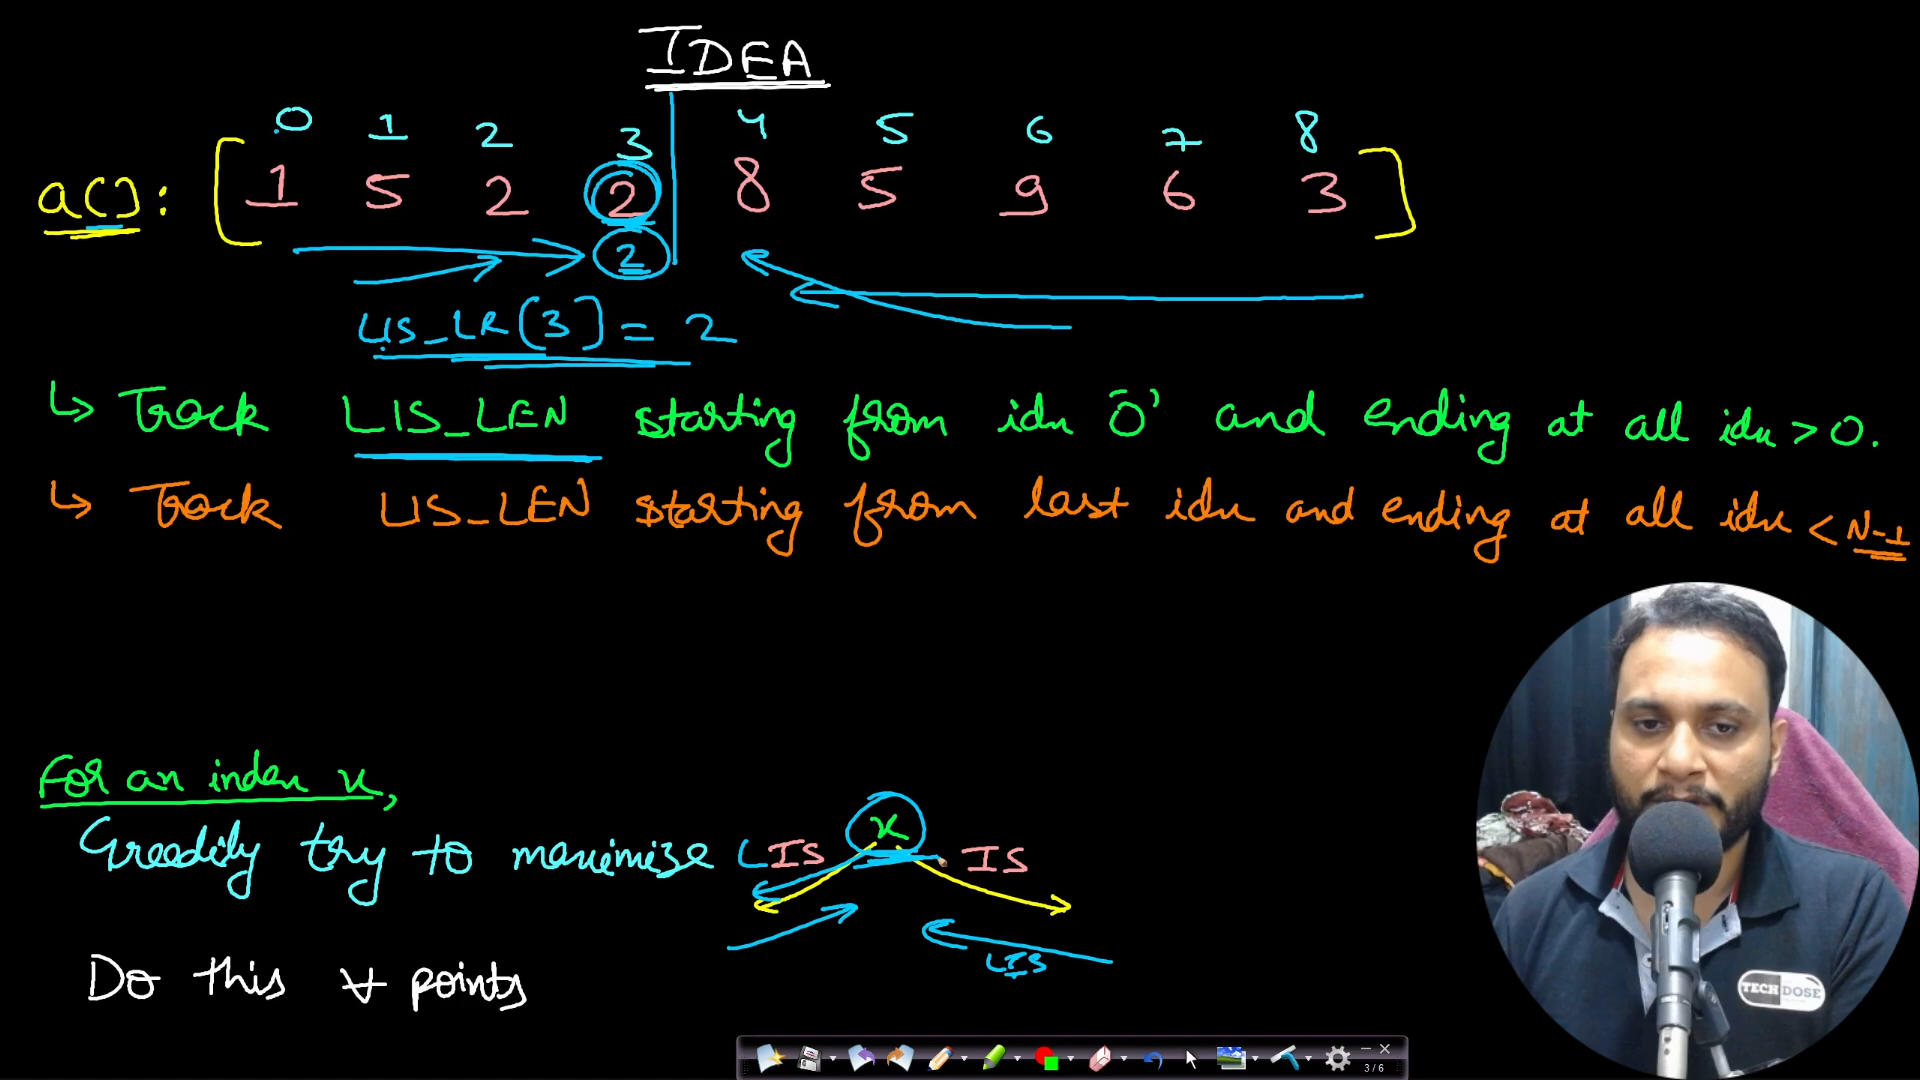 IDEA
0 1 2 3 4 5 6 7 8
a[]: [ 1 5 2 2 8 5 9 6 3 ]
2
LIS_LR[3] = 2
↳ Track LIS_LEN starting from idx '0' and ending at all idx > 0.
↳ Track LIS_LEN starting from last idx and ending at all idx < N-1
For an index x,
Greedily try to maximize LIS x IS
LIS
Do this ∀ points
TECH DOSE
3/6